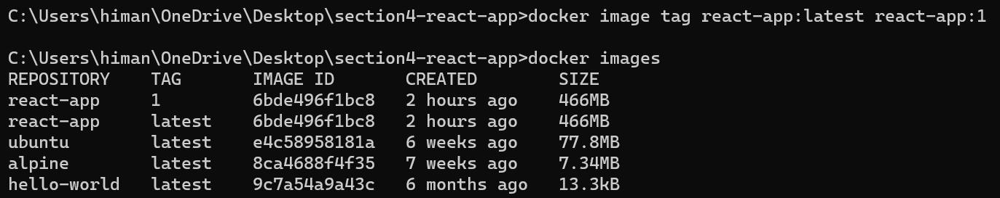 C:\Users\himan\OneDrive\Desktop\section4-react-app>docker image tag react-app:latest react-app:1
C:\Users\himan\OneDrive\Desktop\section4-react-app>docker images
REPOSITORY    TAG       IMAGE ID       CREATED        SIZE
react-app     1         6bde496f1bc8   2 hours ago    466MB
react-app     latest    6bde496f1bc8   2 hours ago    466MB
ubuntu        latest    e4c58958181a   6 weeks ago    77.8MB
alpine        latest    8ca4688f4f35   7 weeks ago    7.34MB
hello-world   latest    9c7a54a9a43c   6 months ago   13.3kB